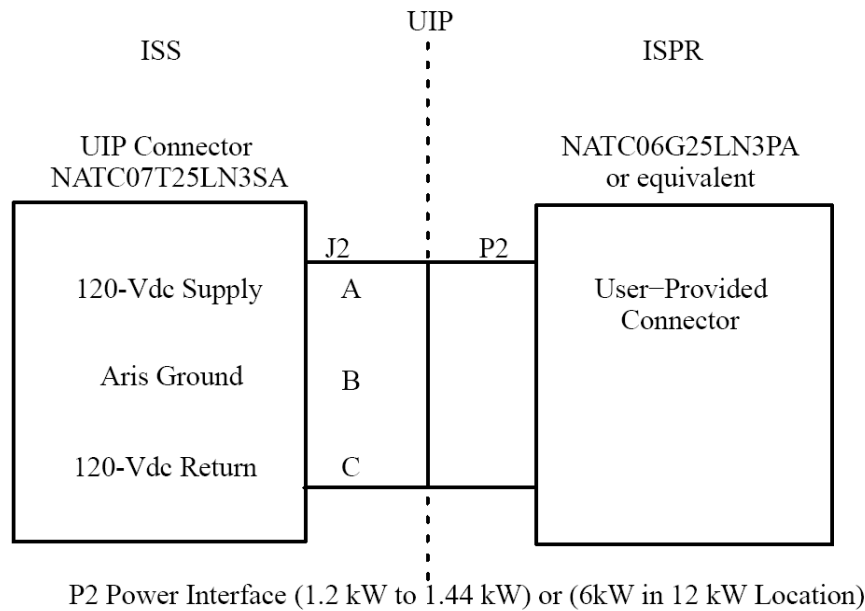 UIP
ISS
ISPR
UIP Connector
NATC07T25LN3SA
NATC06G25LN3PA
or equivalent
J2
P2
120-Vdc Supply
A
User−Provided
Connector
Aris Ground
B
120-Vdc Return
C
P2 Power Interface (1.2 kW to 1.44 kW) or (6kW in 12 kW Location)